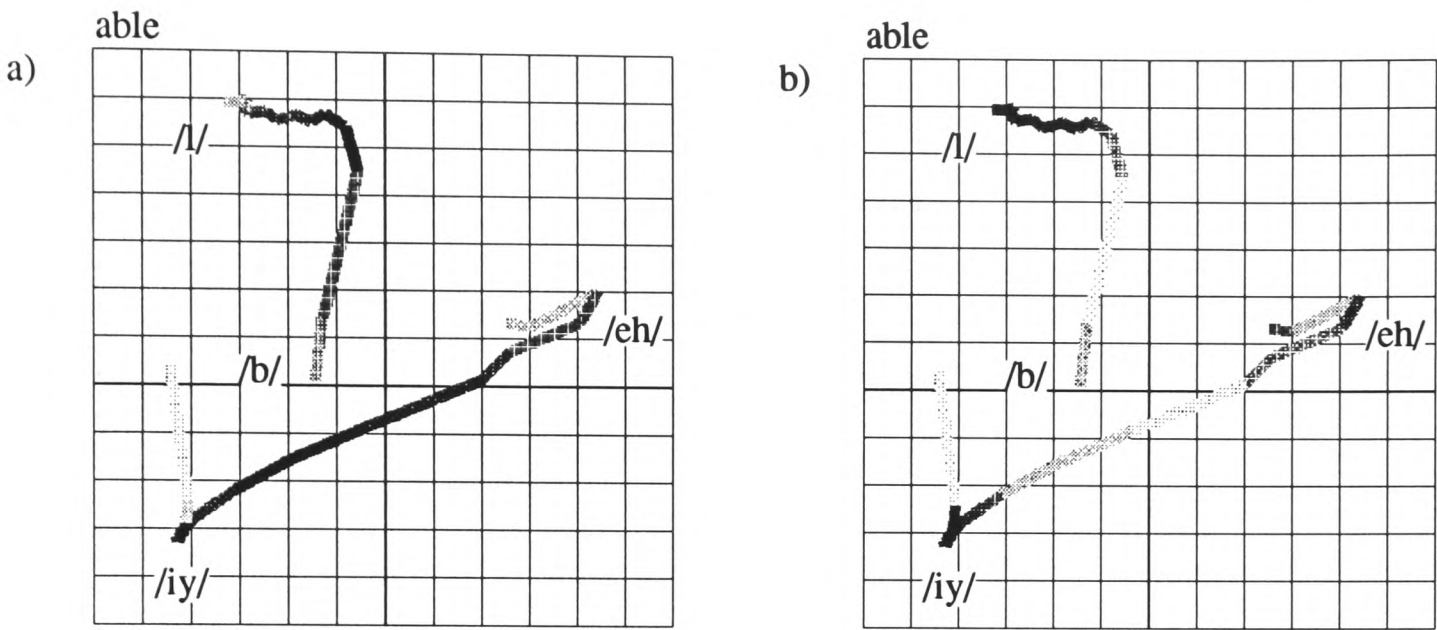 a)
able
/l/
/b/
/eh/
/iy/
b)
able
/l/
/b/
/eh/
/iy/